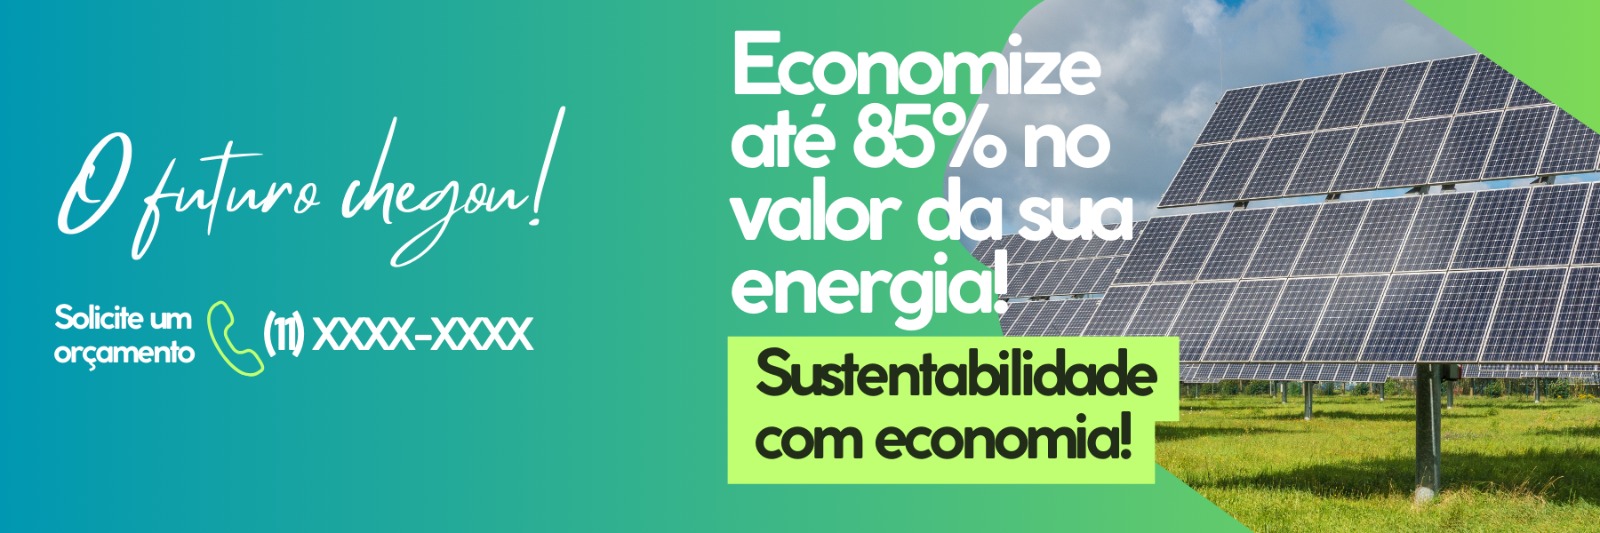 O futuro chegou!
Solicite um
orçamento
(11) XXXX-XXXX
Economize
até 85% no
valor da sua
energia!
Sustentabilidade
com economia!